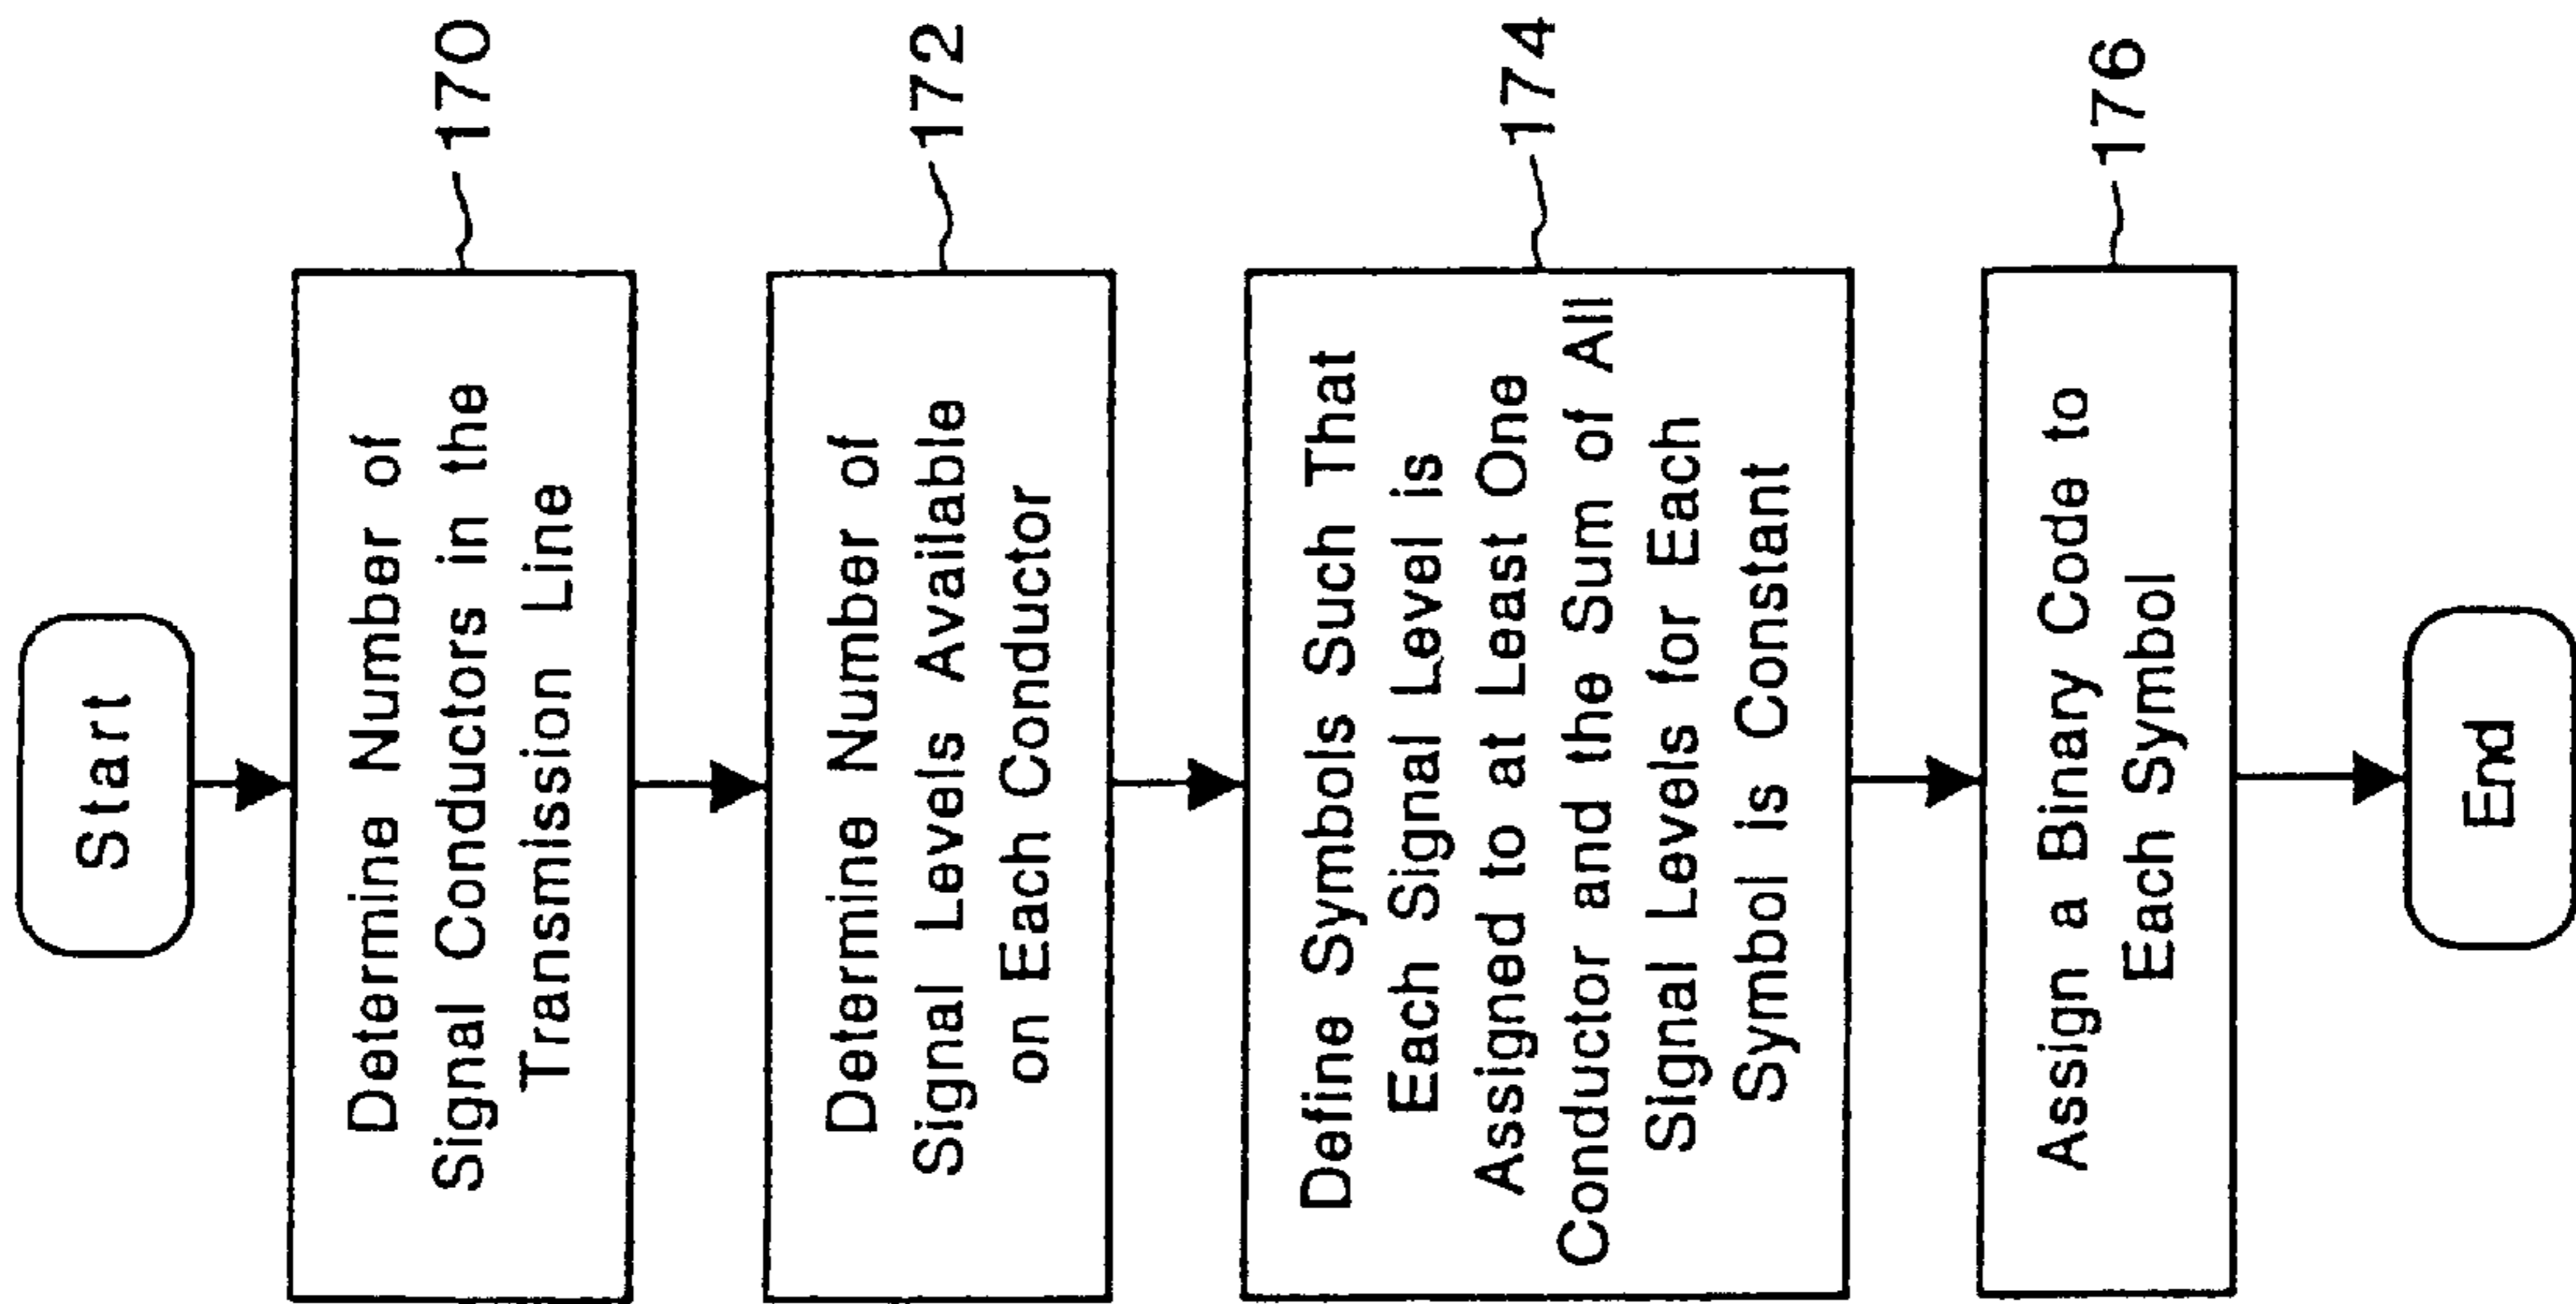 Start
Determine Number of
Signal Conductors in the
Transmission Line
170
Determine Number of
Signal Levels Available
on Each Conductor
172
Define Symbols Such That
Each Signal Level is
Assigned to at Least One
Conductor and the Sum of All
Signal Levels for Each
Symbol is Constant
174
Assign a Binary Code to
Each Symbol
176
End